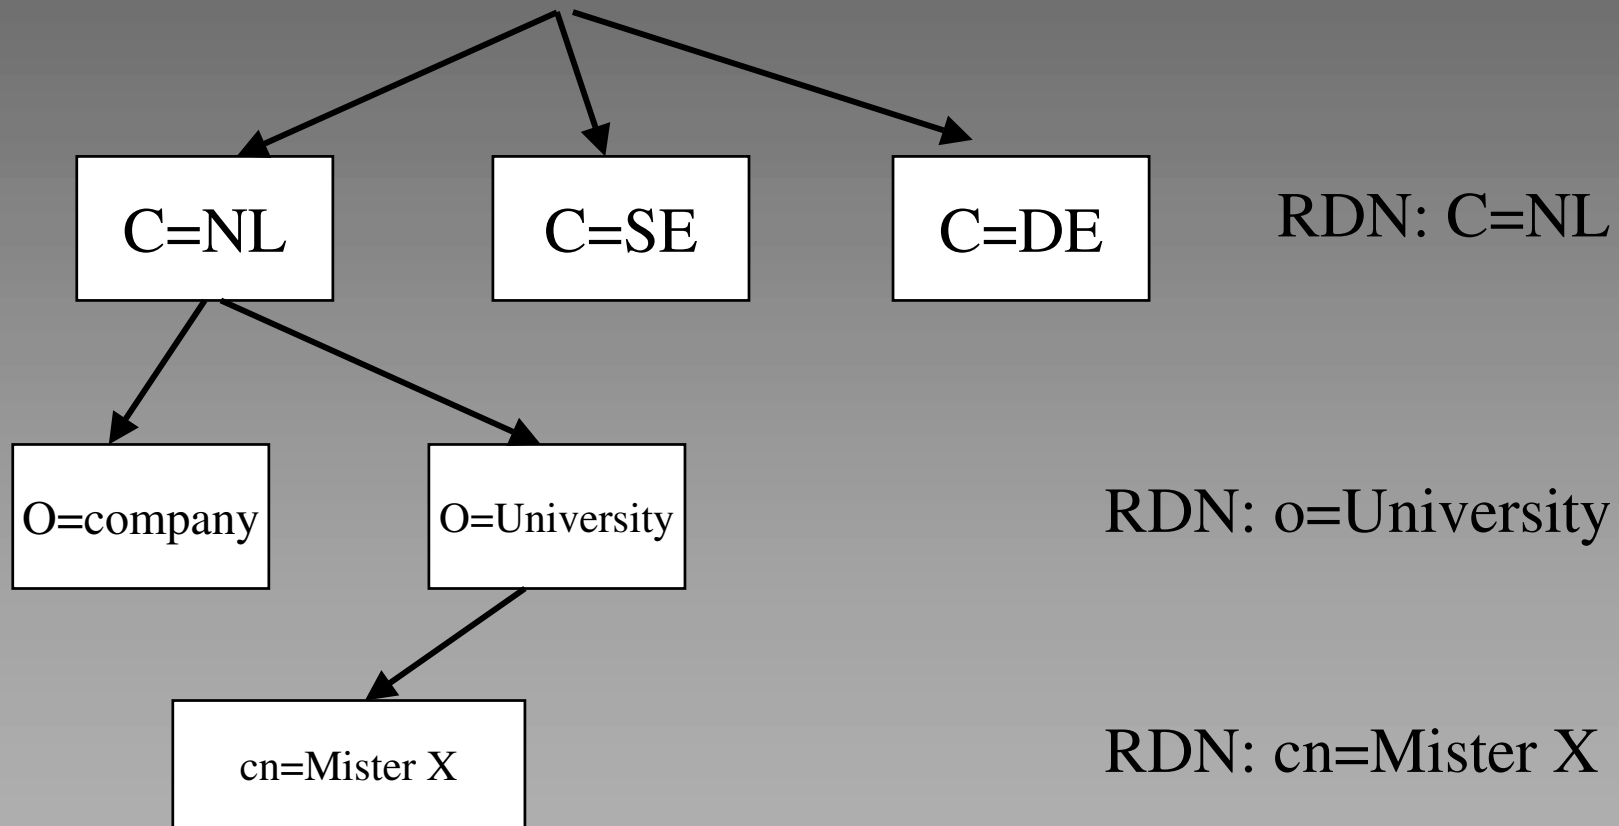 C=NL
C=SE
C=DE
RDN: C=NL
O=company
O=University
RDN: o=University
cn=Mister X
RDN: cn=Mister X